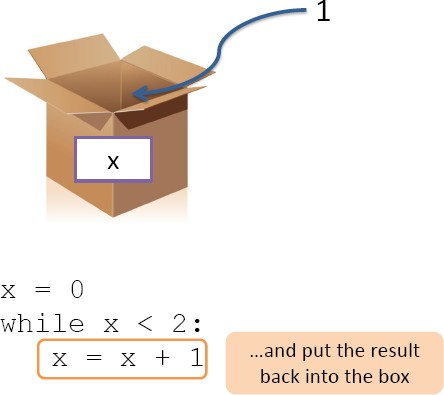 1
x
x = 0
while x < 2:
x = x + 1
...and put the result
back into the box